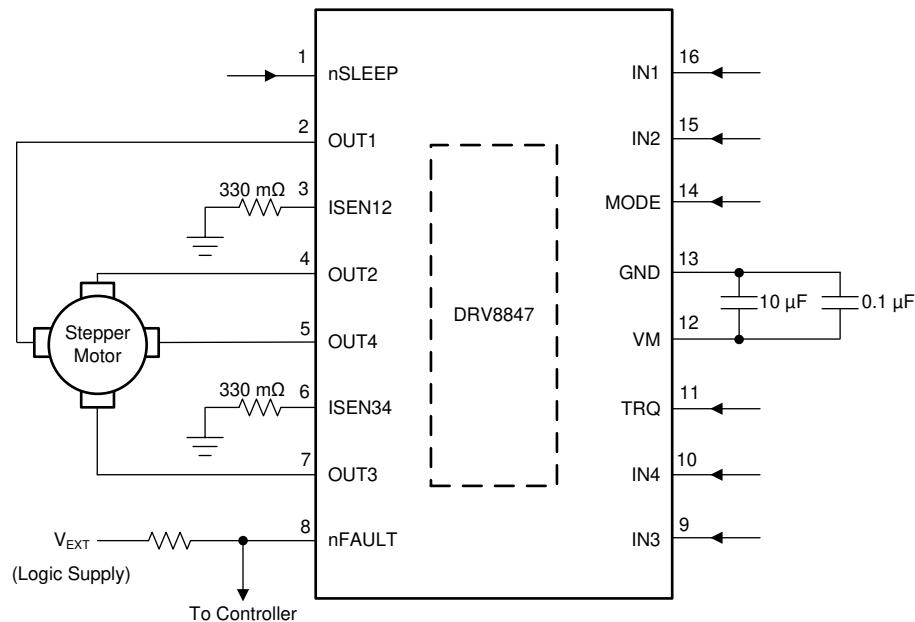 1
nSLEEP
2
OUT1
330 mΩ
3
ISEN12
4
OUT2
Stepper
Motor
5
OUT4
330 mΩ
6
ISEN34
7
OUT3
V_EXT
(Logic Supply)
8
nFAULT
To Controller
DRV8847
16
IN1
15
IN2
14
MODE
13
GND
10 µF
0.1 µF
12
VM
11
TRQ
10
IN4
9
IN3